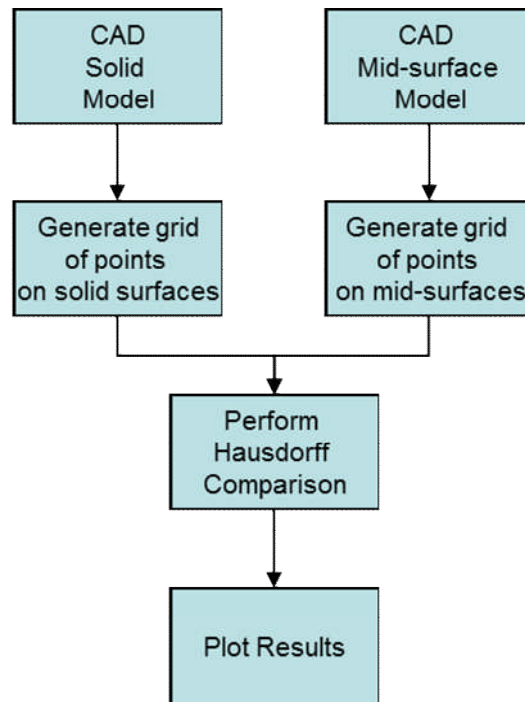 CAD
Solid
Model
CAD
Mid-surface
Model
Generate grid
of points
on solid surfaces
Generate grid
of points
on mid-surfaces
Perform
Hausdorff
Comparison
Plot Results